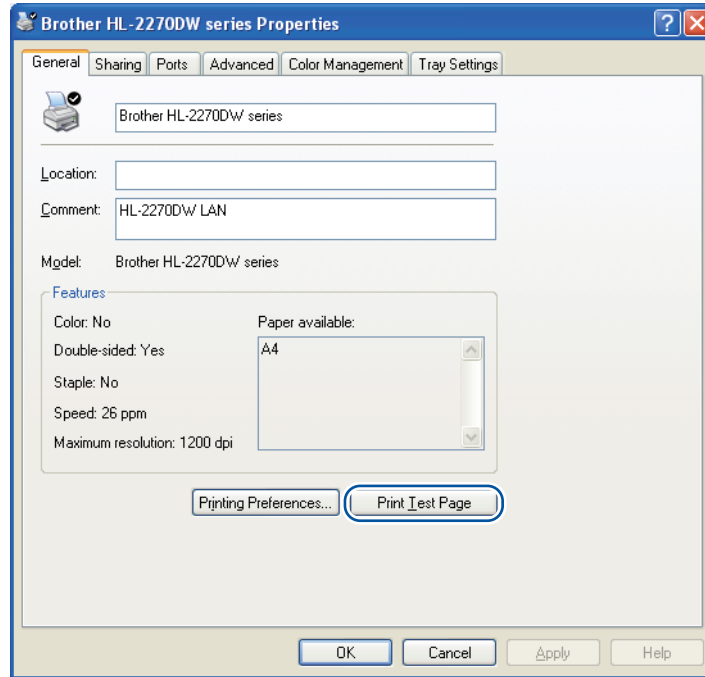 Brother HL-2270DW series Properties
General Sharing Ports Advanced Color Management Tray Settings
Brother HL-2270DW series
Location:
Comment: HL-2270DW LAN
Model: Brother HL-2270DW series
Features
Color: No Paper available:
Double-sided: Yes A4
Staple: No
Speed: 26 ppm
Maximum resolution: 1200 dpi
Printing Preferences... Print Test Page
OK Cancel Apply Help